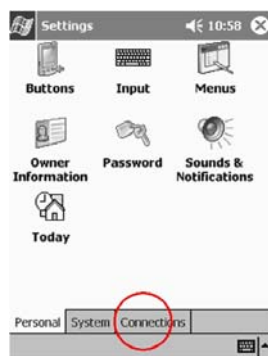 Settings 10:58
Buttons Input Menus
Owner Information Password Sounds & Notifications
Today
Personal System Connections